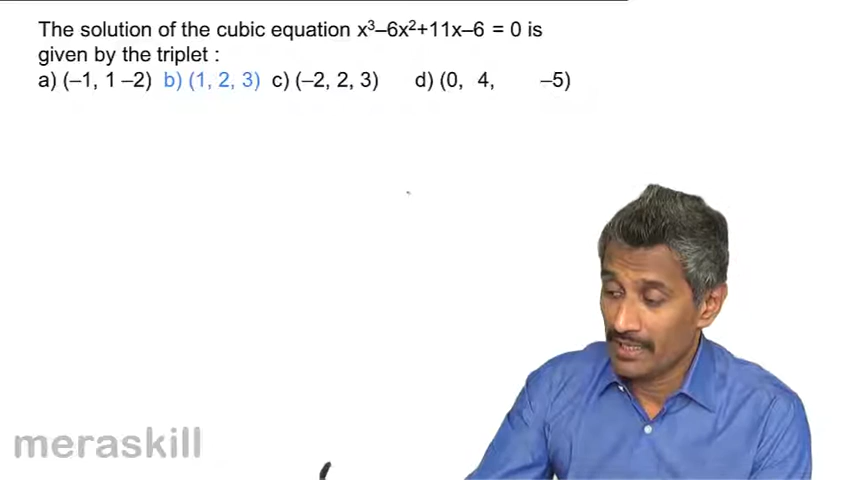 The solution of the cubic equation x³–6x²+11x–6 = 0 is
given by the triplet :
a) (–1, 1 –2) b) (1, 2, 3) c) (–2, 2, 3) d) (0, 4, –5)
meraskill